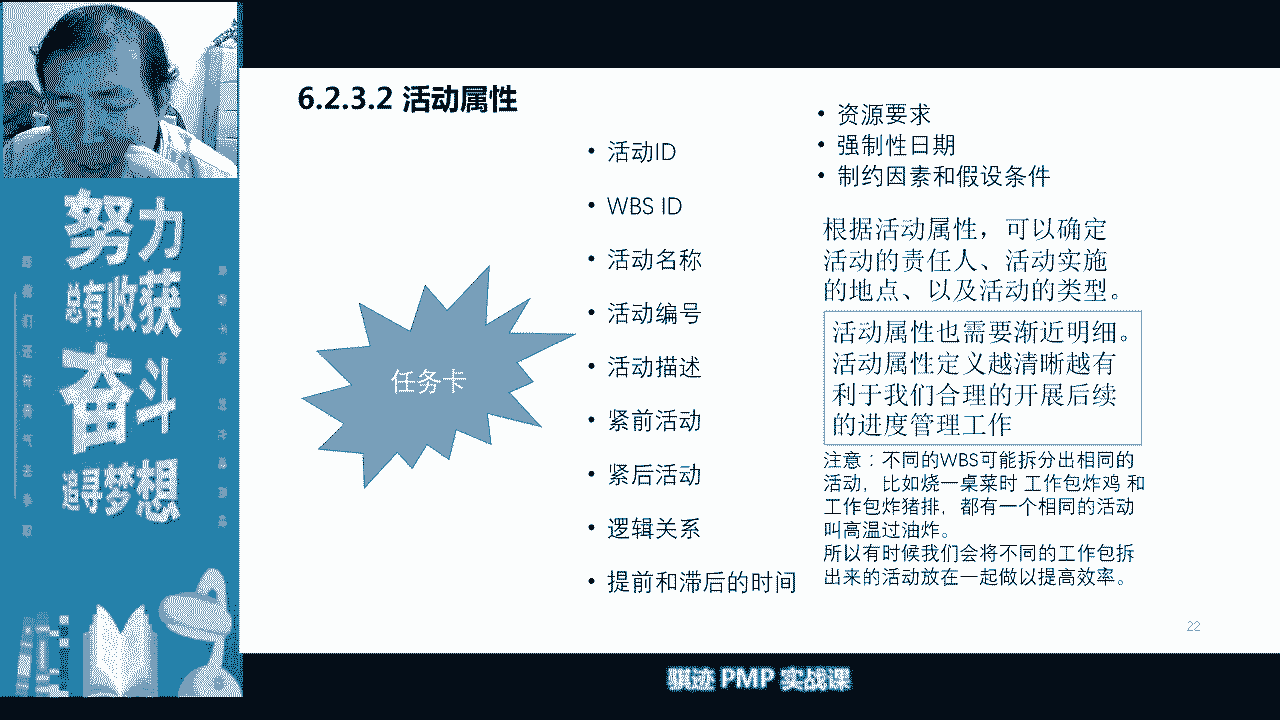 6.2.3.2 活动属性
任务卡
• 活动ID
• WBS ID
• 活动名称
• 活动编号
• 活动描述
• 紧前活动
• 紧后活动
• 逻辑关系
• 提前和滞后的时间
• 资源要求
• 强制性日期
• 制约因素和假设条件
根据活动属性，可以确定
活动的责任人、活动实施
的地点、以及活动的类型。
活动属性也需要渐近明细。
活动属性定义越清晰越有
利于我们合理的开展后续
的进度管理工作
注意：不同的WBS可能拆分出相同的
活动，比如烧一桌菜时 工作包炸鸡 和
工作包炸猪排，都有一个相同的活动
叫高温过油炸。
所以有时候我们会将不同的工作包拆
出来的活动放在一起做以提高效率。
22
努力
总有收获
奋斗
追寻梦想
骐迹 PMP 实战课